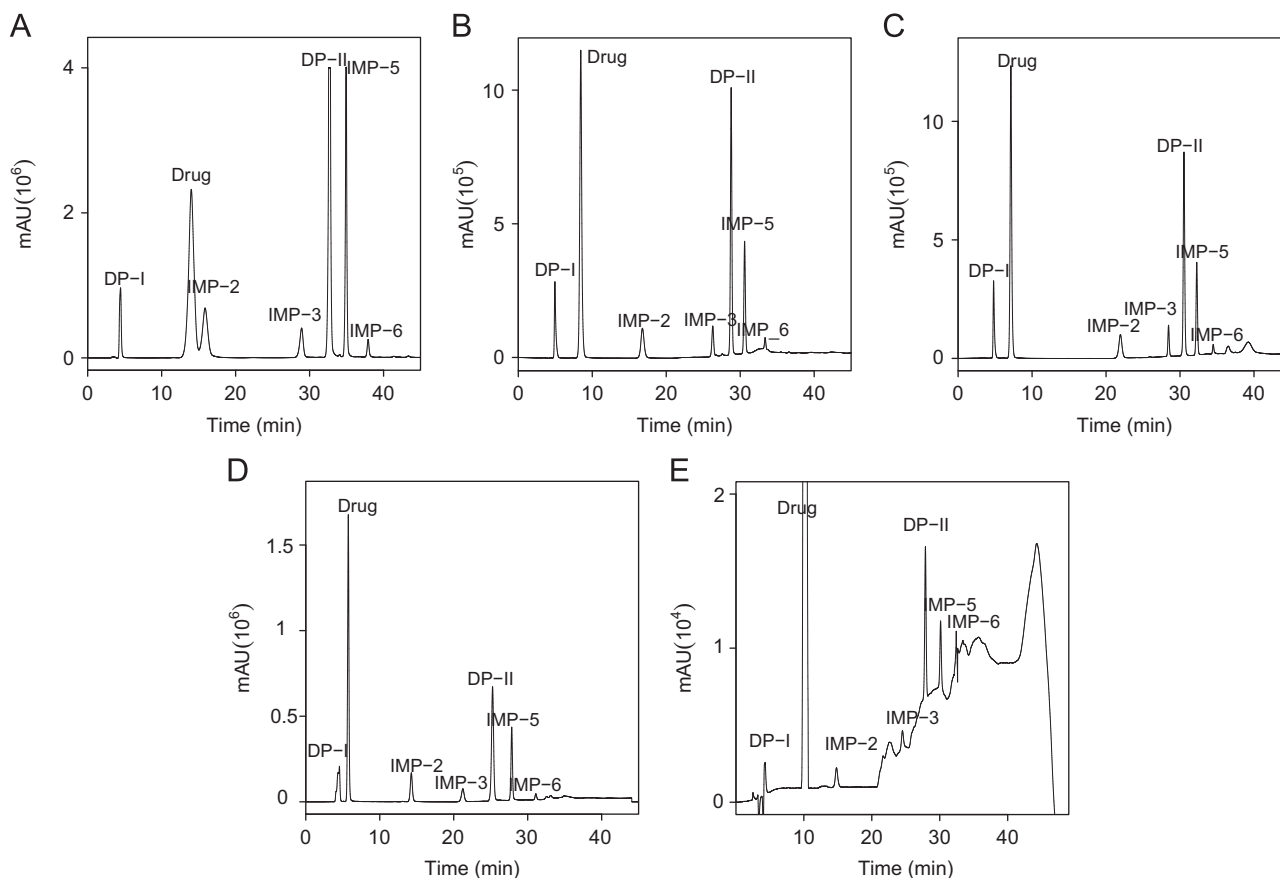 A
mAU(10⁶)
4
2
0
DP−I
Drug
IMP−2
IMP−3
DP−II
IMP−5
IMP−6
0 10 20 30 40
Time (min)
B
mAU(10⁵)
10
5
0
DP−I
Drug
IMP−2
IMP−3
DP−II
IMP−5
IMP_6
0 10 20 30 40
Time (min)
C
mAU(10⁵)
10
5
0
DP−I
Drug
IMP−2
IMP−3
DP−II
IMP−5
IMP−6
0 10 20 30 40
Time (min)
D
mAU(10⁶)
1.5
1
0.5
0
DP−I
Drug
IMP−2
IMP−3
DP−II
IMP−5
IMP−6
0 10 20 30 40
Time (min)
E
mAU(10⁴)
2
1
0
DP−I
Drug
IMP−2
IMP−3
DP−II
IMP−5
IMP−6
0 10 20 30 40
Time (min)